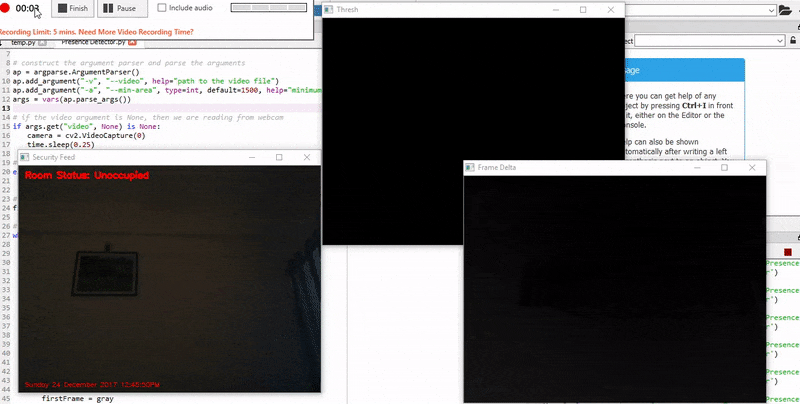 00:03
Finish
Pause
Include audio
Recording Limit: 5 mins. Need More Video Recording Time?
temp.py
Presence Detector.py
7
8 # construct the argument parser and parse the arguments
9 ap = argparse.ArgumentParser()
10 ap.add_argument("-v", "--video", help="path to the video file")
11 ap.add_argument("-a", "--min-area", type=int, default=1500, help="minimum
12 args = vars(ap.parse_args())
13
14 # if the video argument is None, then we are reading from webcam
15 if args.get("video", None) is None:
16 camera = cv2.VideoCapture(0)
17 time.sleep(0.25)
Security Feed
Room Status: Unoccupied
Sunday 24 December 2017
45 firstFrame = gray
Thresh
Frame Delta
ect
age
ere you can get help of any
ject by pressing Ctrl+I in front
it, either on the Editor or the
onsole.
elp can also be shown
tomatically after writing a left
Presence
r')
Presence
r')
Presence
r')
Presence
r')
Presence
r')
Presence
r')
Presence